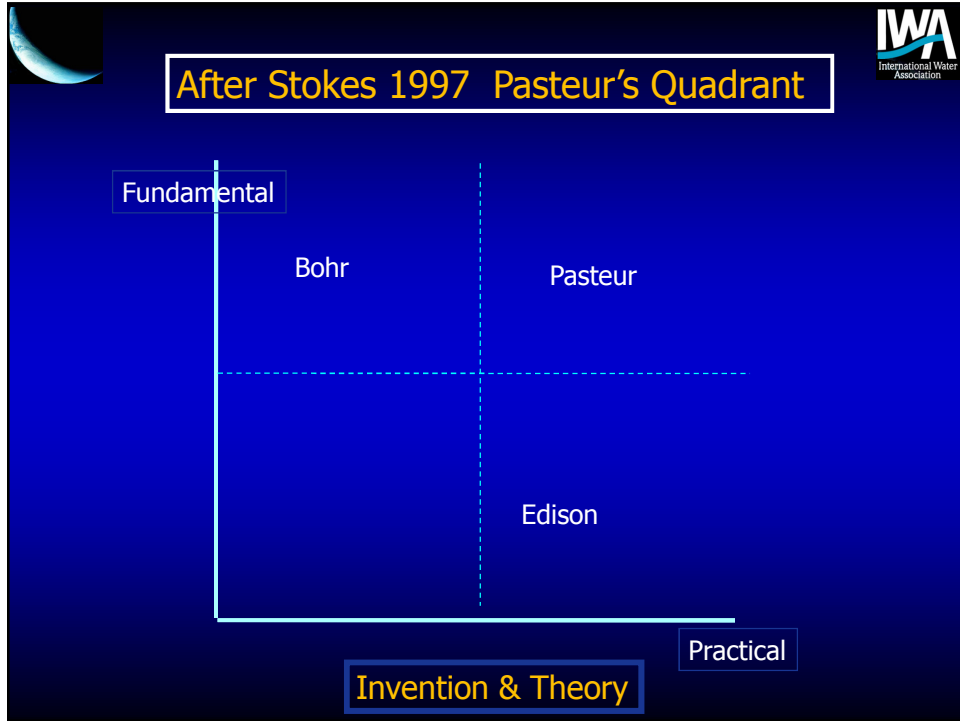 IWA
International Water
Association
After Stokes 1997  Pasteur’s Quadrant
Fundamental
Bohr
Pasteur
Edison
Practical
Invention & Theory